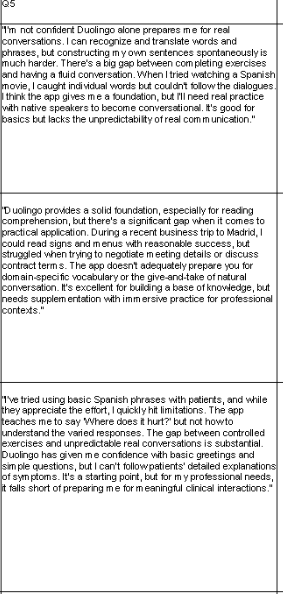 Q5
"I'm not confident Duolingo alone prepares me for real
conversations. I can recognize and translate words and
phrases, but constructing my own sentences spontaneously is
much harder. There's a big gap between completing exercises
and having a fluid conversation. When I tried watching a Spanish
movie, I caught individual words but couldn't follow the dialogues.
I think the app gives me a foundation, but I'll need real practice
with native speakers to become conversational. It's good for
basics but lacks the unpredictability of real communication."
"Duolingo provides a solid foundation, especially for reading
comprehension, but there's a significant gap when it comes to
practical application. During a recent business trip to Madrid, I
could read signs and menus with reasonable success, but
struggled when trying to negotiate meeting details or discuss
contract terms. The app doesn't adequately prepare you for
domain-specific vocabulary or the give-and-take of natural
conversation. It's excellent for building a base of knowledge, but
needs supplementation with immersive practice for professional
contexts."
"I've tried using basic Spanish phrases with patients, and while
they appreciate the effort, I quickly hit limitations. The app
teaches me to say 'Where does it hurt?' but not how to
understand the varied responses. The gap between controlled
exercises and unpredictable real conversations is substantial.
Duolingo has given me confidence with basic greetings and
simple questions, but I can't follow patients' detailed explanations
of symptoms. It's a starting point, but for my professional needs,
it falls short of preparing me for meaningful clinical interactions."